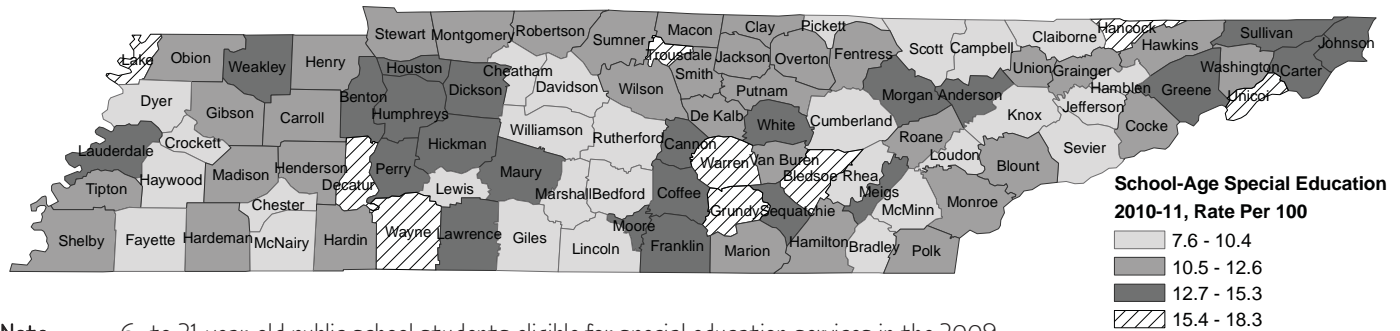 Stewart Montgomery Robertson Sumner Macon Clay Pickett Scott Campbell Claiborne Hancock Hawkins Sullivan Johnson
Lake Obion Weakley Henry Houston Cheatham Davidson Wilson Trousdale Smith Jackson Overton Fentress Union Grainger Washington Carter
Dyer Gibson Carroll Benton Humphreys Dickson Putnam De Kalb White Cumberland Morgan Anderson Knox Jefferson Hamblen Greene Unicoi
Lauderdale Crockett Hickman Williamson Rutherford Cannon Roane Loudon Cocke Sevier
Tipton Haywood Madison Henderson Decatur Perry Lewis Maury Marshall Bedford Coffee Warren Van Buren Bledsoe Rhea Meigs Blount Monroe
Shelby Fayette Hardeman Chester McNairy Hardin Wayne Lawrence Giles Lincoln Moore Franklin Grundy Sequatchie Marion Hamilton Bradley McMinn Polk
School-Age Special Education
2010-11, Rate Per 100
7.6 - 10.4
10.5 - 12.6
12.7 - 15.3
15.4 - 18.3